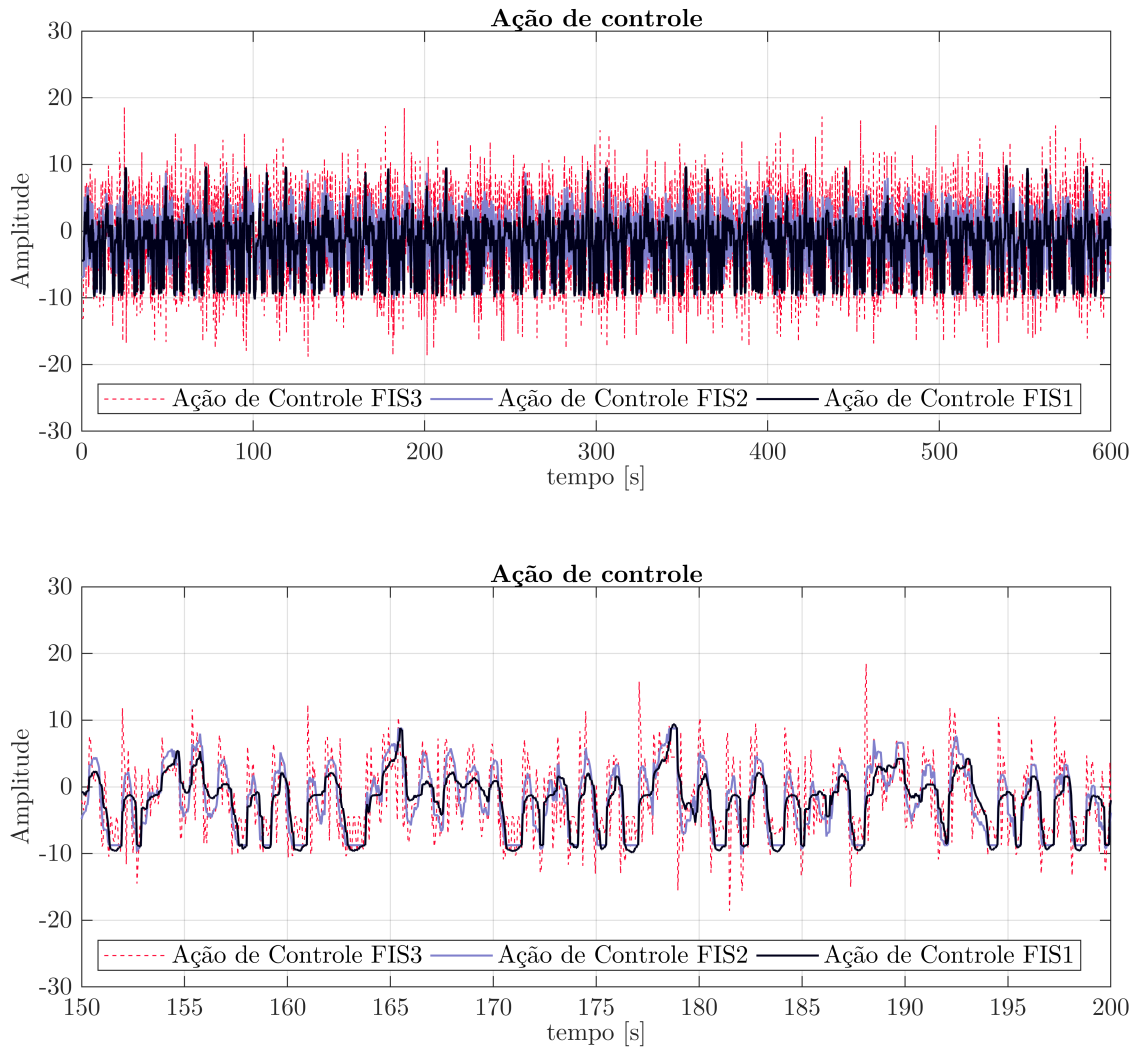 Ação de controle
30
20
10
0
-10
-20
-30
Amplitude
Ação de Controle FIS3 Ação de Controle FIS2 Ação de Controle FIS1
0 100 200 300 400 500 600
tempo [s]
Ação de controle
30
20
10
0
-10
-20
-30
Amplitude
Ação de Controle FIS3 Ação de Controle FIS2 Ação de Controle FIS1
150 155 160 165 170 175 180 185 190 195 200
tempo [s]